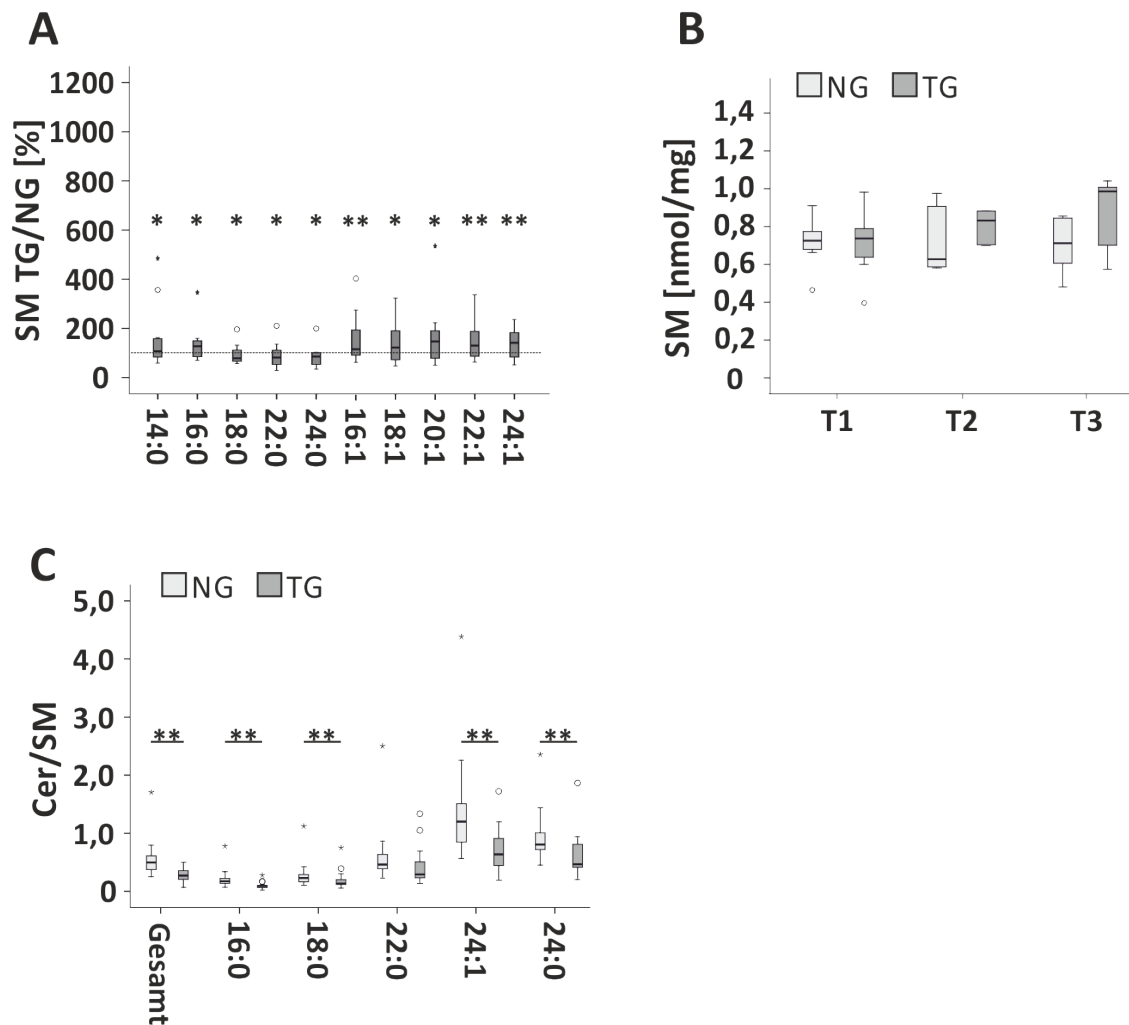 A
SM TG/NG [%]
1200
1000
800
600
400
200
0
* * * * * ** * * ** **
14:0 16:0 18:0 22:0 24:0 16:1 18:1 20:1 22:1 24:1
B
NG TG
SM [nmol/mg]
1,4
1,2
1,0
0,8
0,6
0,4
0,2
0
T1 T2 T3
C
NG TG
Cer/SM
5,0
4,0
3,0
2,0
1,0
0
** ** ** ** **
Gesamt 16:0 18:0 22:0 24:1 24:0